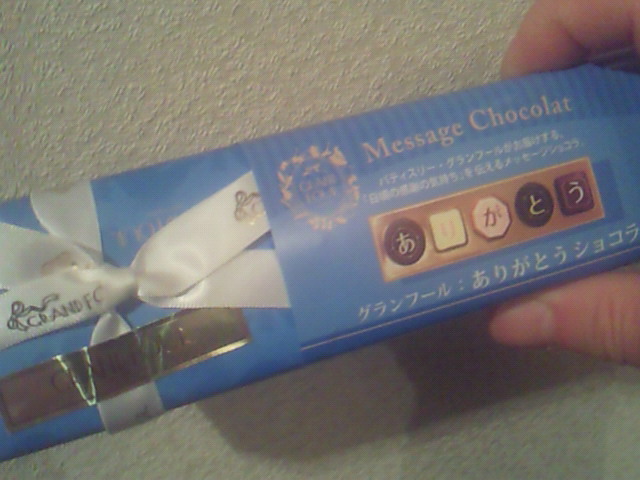 Message Chocolat
パティスリー・グランフールがお届けする、
「日頃の感謝の気持ち」を伝えるメッセージショコラ。
ありがとう
グランフール：ありがとうショコラ
GRAND FO